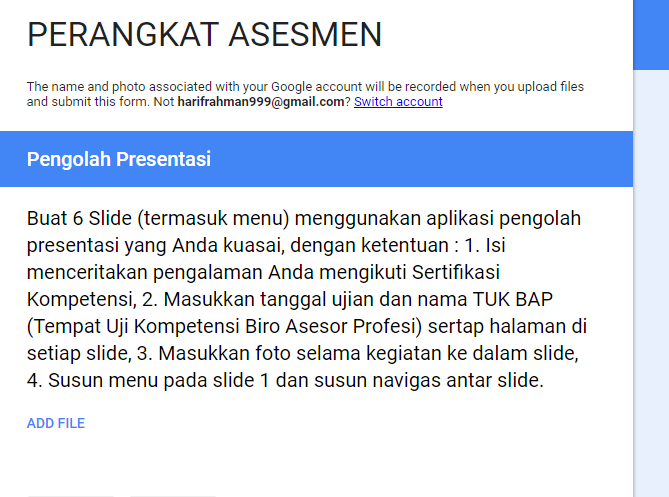 PERANGKAT ASESMEN
The name and photo associated with your Google account will be recorded when you upload files
and submit this form. Not harifrahman999@gmail.com? Switch account
Pengolah Presentasi
Buat 6 Slide (termasuk menu) menggunakan aplikasi pengolah
presentasi yang Anda kuasai, dengan ketentuan : 1. Isi
menceritakan pengalaman Anda mengikuti Sertifikasi
Kompetensi, 2. Masukkan tanggal ujian dan nama TUK BAP
(Tempat Uji Kompetensi Biro Asesor Profesi) sertap halaman di
setiap slide, 3. Masukkan foto selama kegiatan ke dalam slide,
4. Susun menu pada slide 1 dan susun navigas antar slide.
ADD FILE